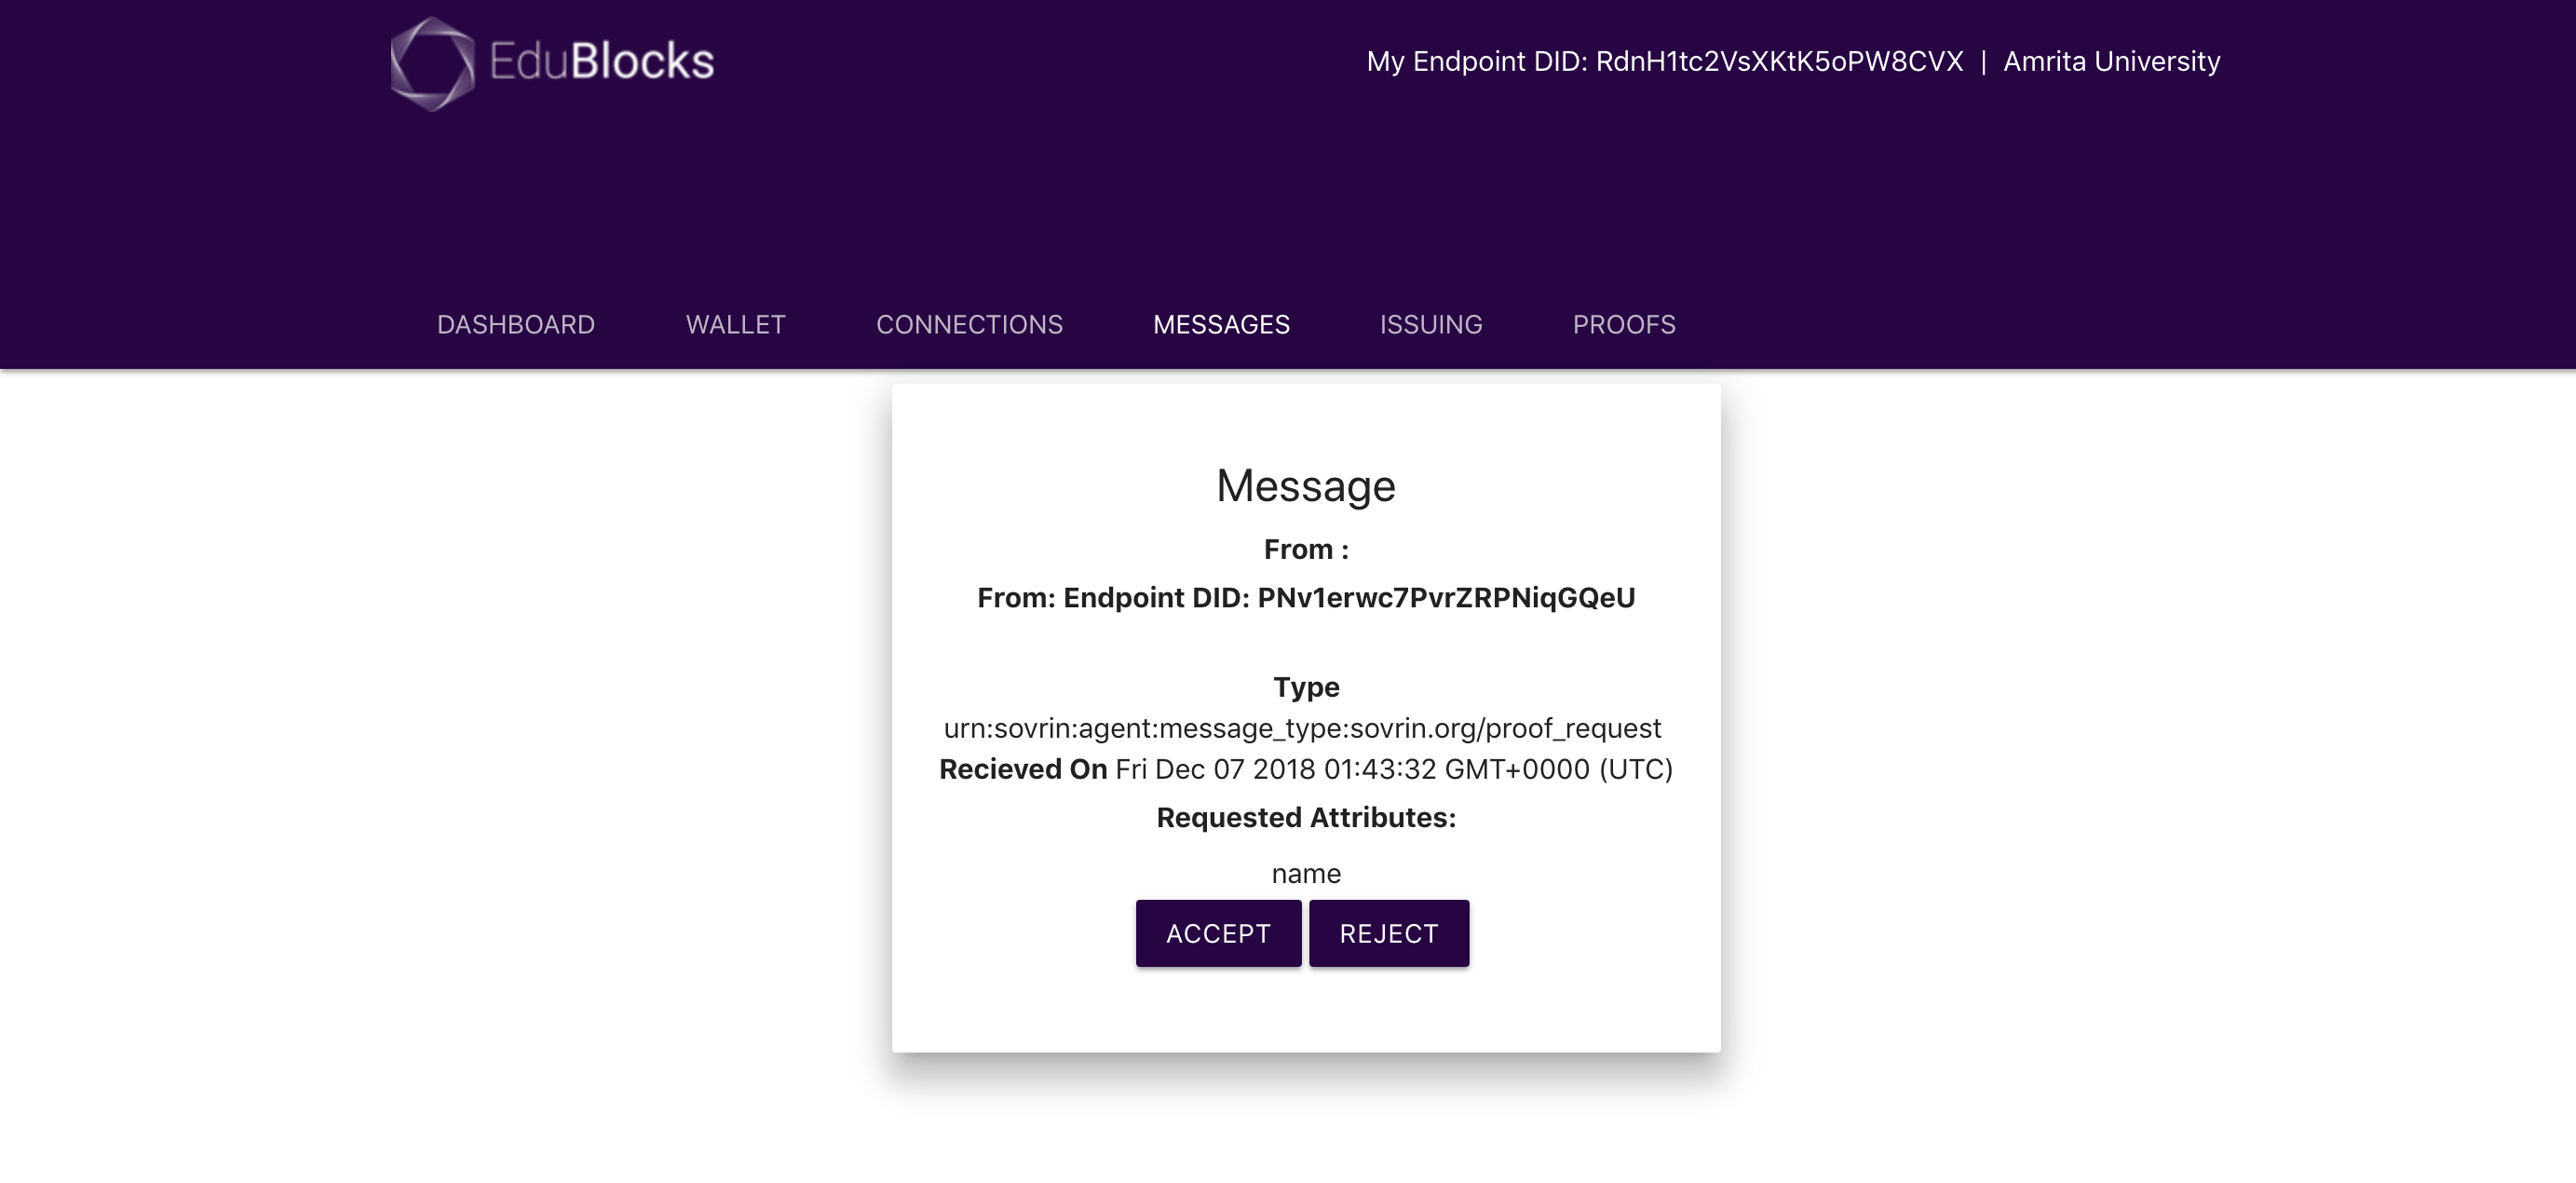 EduBlocks
My Endpoint DID: RdnH1tc2VsXKtK5oPW8CVX | Amrita University
DASHBOARD WALLET CONNECTIONS MESSAGES ISSUING PROOFS
Message
From :
From: Endpoint DID: PNv1erwc7PvrZRPNiqGQeU
Type
urn:sovrin:agent:message_type:sovrin.org/proof_request
Recieved On Fri Dec 07 2018 01:43:32 GMT+0000 (UTC)
Requested Attributes:
name
ACCEPT REJECT